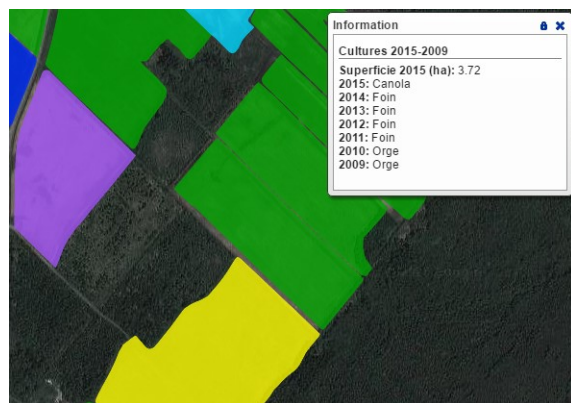 Information
Cultures 2015-2009
Superficie 2015 (ha): 3.72
2015: Canola
2014: Foin
2013: Foin
2012: Foin
2011: Foin
2010: Orge
2009: Orge